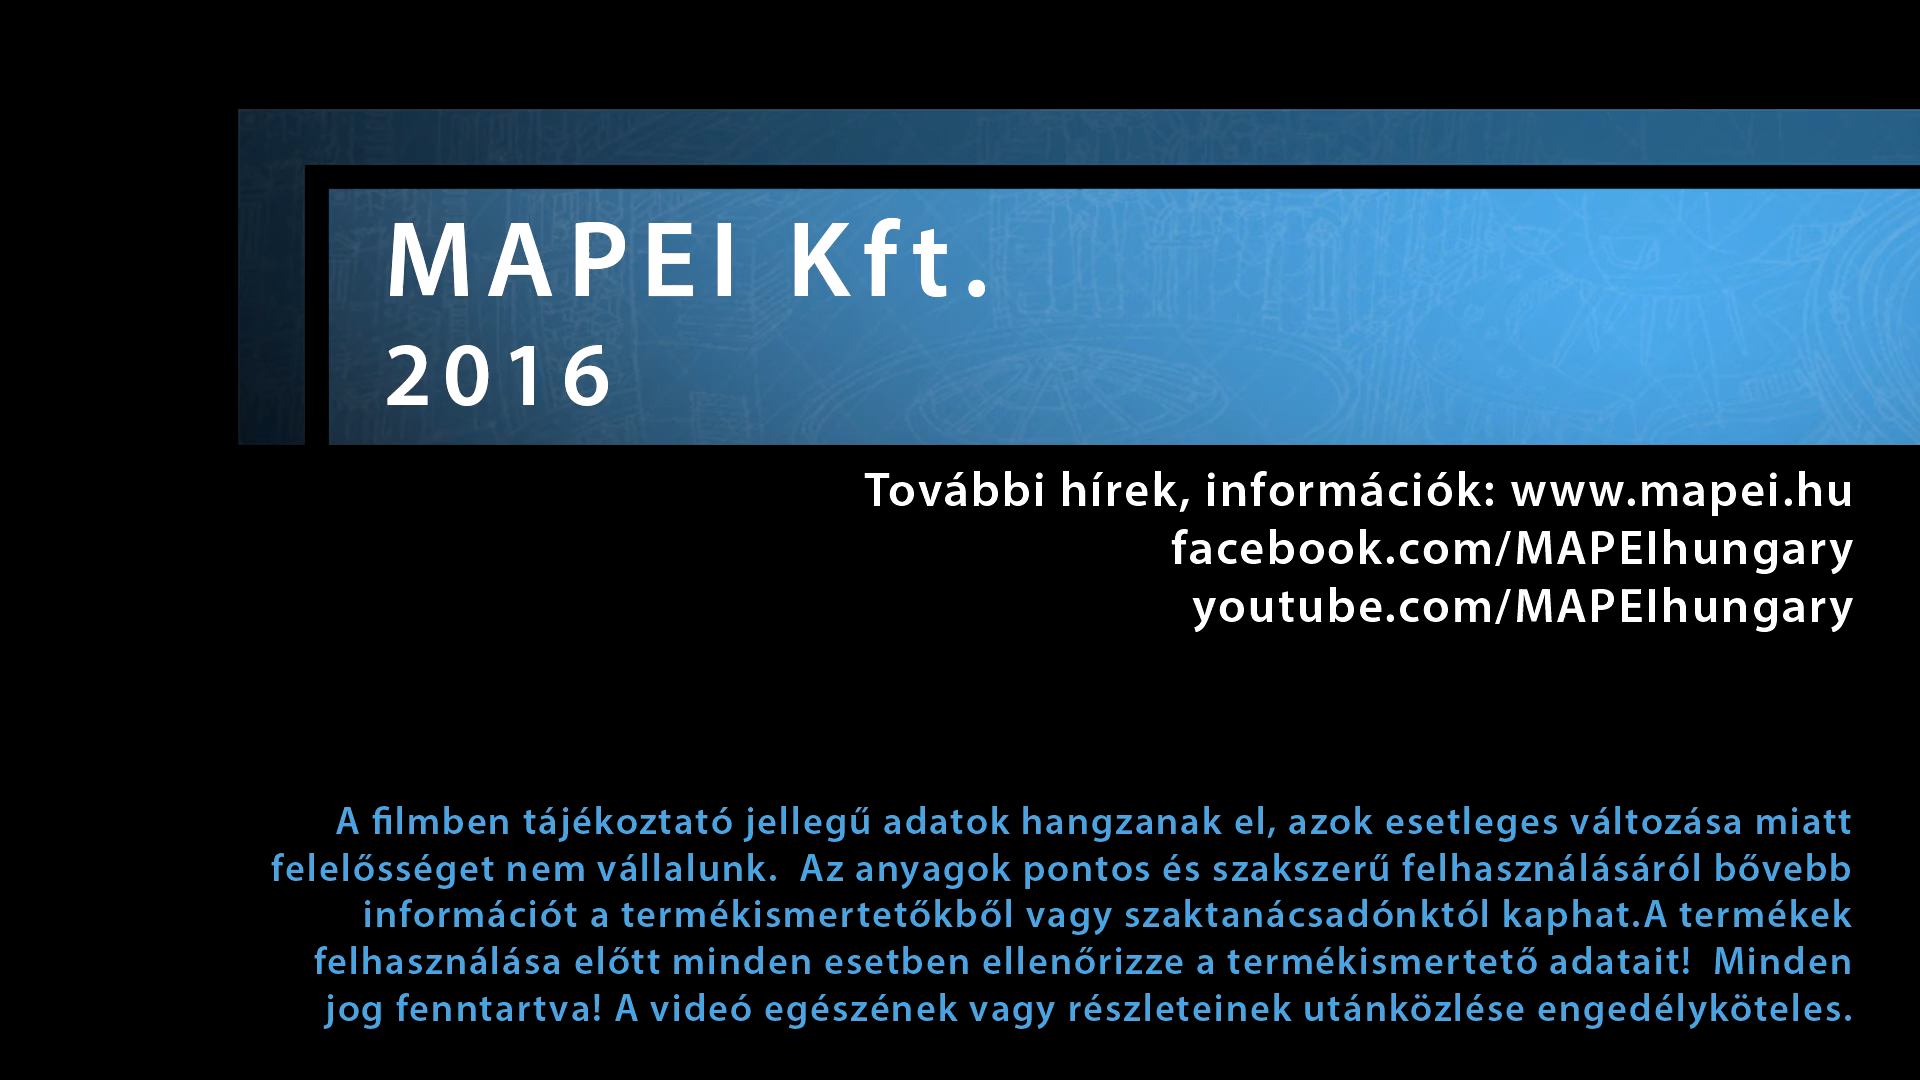 MAPEI Kft.
2016
További hírek, információk: www.mapei.hu
facebook.com/MAPEIhungary
youtube.com/MAPEIhungary
A filmben tájékoztató jellegű adatok hangzanak el, azok esetleges változása miatt
felelősséget nem vállalunk.  Az anyagok pontos és szakszerű felhasználásáról bővebb
információt a termékismertetőkből vagy szaktanácsadónktól kaphat.A termékek
felhasználása előtt minden esetben ellenőrizze a termékismertető adatait!  Minden
jog fenntartva! A videó egészének vagy részleteinek utánközlése engedélyköteles.